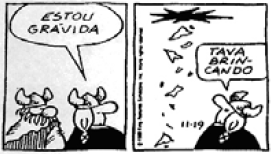 ESTOU
GRÁVIDA
TAVA
BRIN-
CANDO
11-19